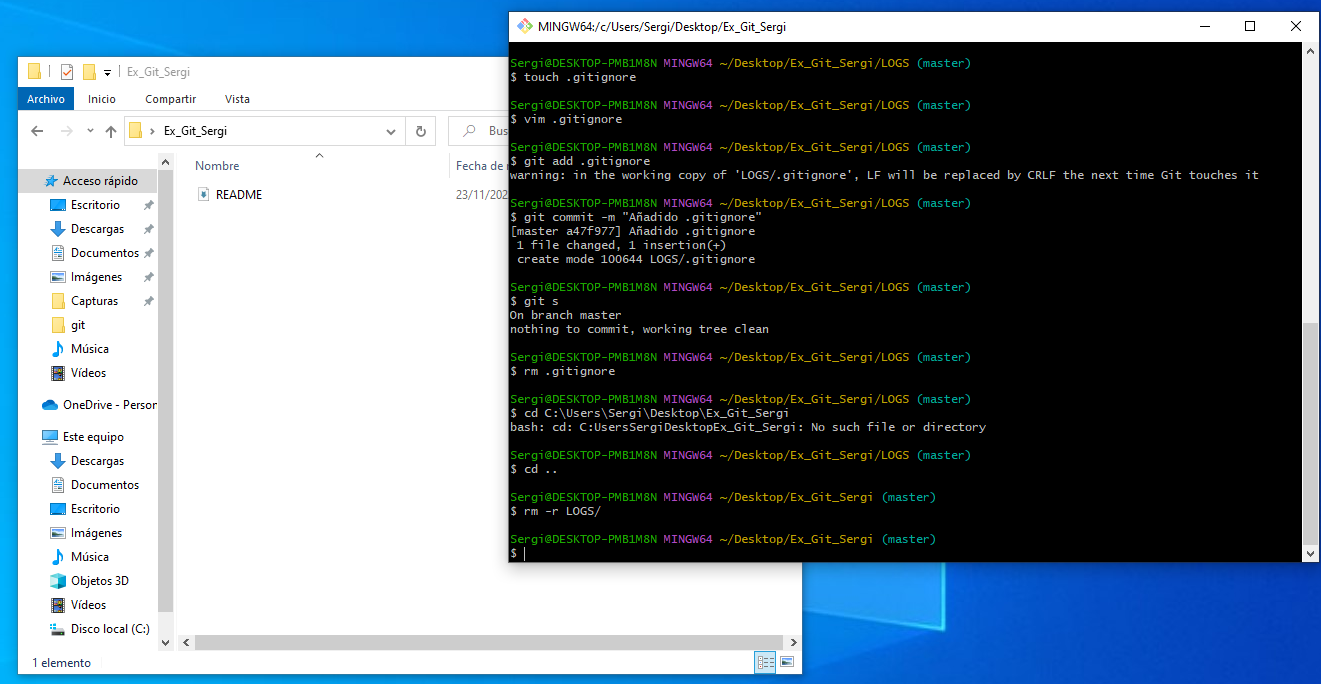 Ex_Git_Sergi
Archivo Inicio Compartir Vista
Ex_Git_Sergi
Nombre
Fecha de
README
23/11/202
Acceso rápido
Escritorio
Descargas
Documentos
Imágenes
Capturas
git
Música
Vídeos
OneDrive - Person
Este equipo
Descargas
Documentos
Escritorio
Imágenes
Música
Objetos 3D
Vídeos
Disco local (C:)
1 elemento
MINGW64:/c/Users/Sergi/Desktop/Ex_Git_Sergi
Sergi@DESKTOP-PMB1M8N MINGW64 ~/Desktop/Ex_Git_Sergi/LOGS (master)
$ touch .gitignore
Sergi@DESKTOP-PMB1M8N MINGW64 ~/Desktop/Ex_Git_Sergi/LOGS (master)
$ vim .gitignore
Sergi@DESKTOP-PMB1M8N MINGW64 ~/Desktop/Ex_Git_Sergi/LOGS (master)
$ git add .gitignore
warning: in the working copy of 'LOGS/.gitignore', LF will be replaced by CRLF the next time Git touches it
Sergi@DESKTOP-PMB1M8N MINGW64 ~/Desktop/Ex_Git_Sergi/LOGS (master)
$ git commit -m "Añadido .gitignore"
[master a47f977] Añadido .gitignore
1 file changed, 1 insertion(+)
create mode 100644 LOGS/.gitignore
Sergi@DESKTOP-PMB1M8N MINGW64 ~/Desktop/Ex_Git_Sergi/LOGS (master)
$ git s
On branch master
nothing to commit, working tree clean
Sergi@DESKTOP-PMB1M8N MINGW64 ~/Desktop/Ex_Git_Sergi/LOGS (master)
$ rm .gitignore
Sergi@DESKTOP-PMB1M8N MINGW64 ~/Desktop/Ex_Git_Sergi/LOGS (master)
$ cd C:\Users\Sergi\Desktop\Ex_Git_Sergi
bash: cd: C:UsersSergiDesktopEx_Git_Sergi: No such file or directory
Sergi@DESKTOP-PMB1M8N MINGW64 ~/Desktop/Ex_Git_Sergi/LOGS (master)
$ cd ..
Sergi@DESKTOP-PMB1M8N MINGW64 ~/Desktop/Ex_Git_Sergi (master)
$ rm -r LOGS/
Sergi@DESKTOP-PMB1M8N MINGW64 ~/Desktop/Ex_Git_Sergi (master)
$